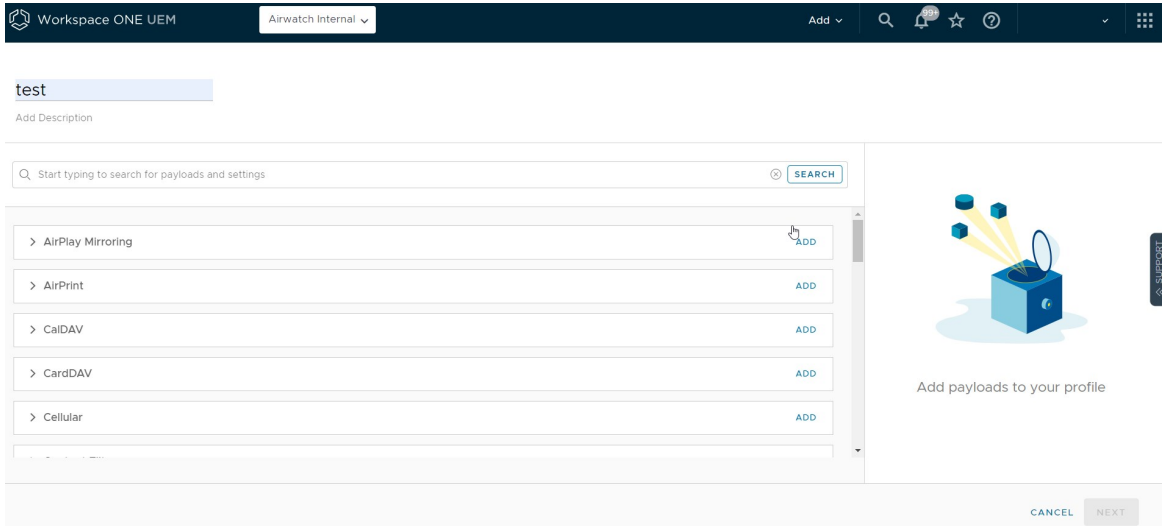 Workspace ONE UEM
Airwatch Internal
Add
99+
test
Add Description
Start typing to search for payloads and settings
SEARCH
AirPlay Mirroring
ADD
AirPrint
ADD
CalDAV
ADD
CardDAV
ADD
Cellular
ADD
Add payloads to your profile
SUPPORT
CANCEL
NEXT